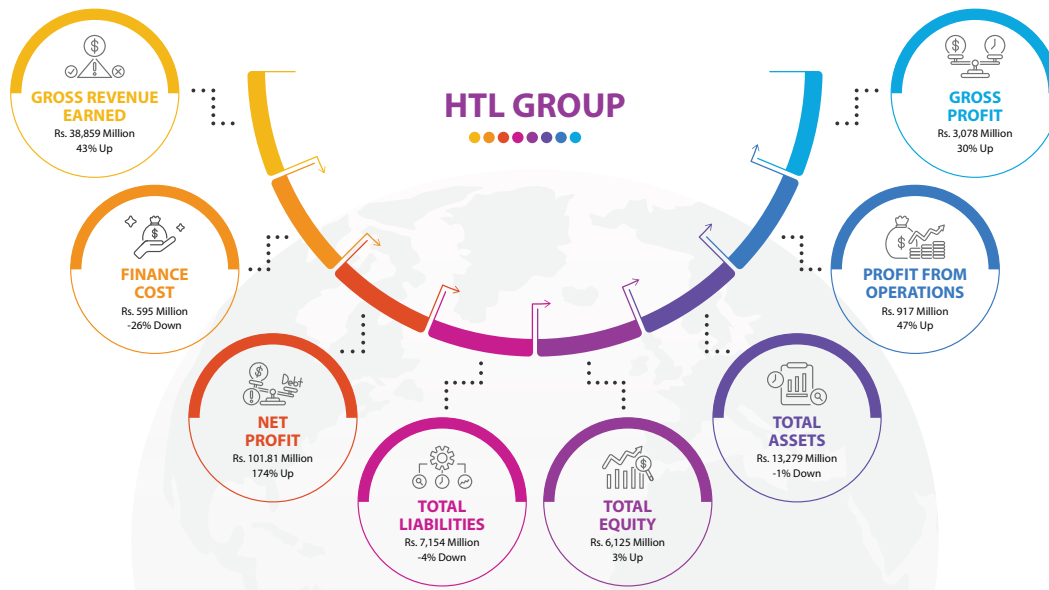 HTL GROUP
GROSS REVENUE
EARNED
Rs. 38,859 Million
43% Up
FINANCE
COST
Rs. 595 Million
-26% Down
Debt
NET
PROFIT
Rs. 101.81 Million
174% Up
TOTAL
LIABILITIES
Rs. 7,154 Million
-4% Down
TOTAL
EQUITY
Rs. 6,125 Million
3% Up
TOTAL
ASSETS
Rs. 13,279 Million
-1% Down
PROFIT FROM
OPERATIONS
Rs. 917 Million
47% Up
GROSS
PROFIT
Rs. 3,078 Million
30% Up